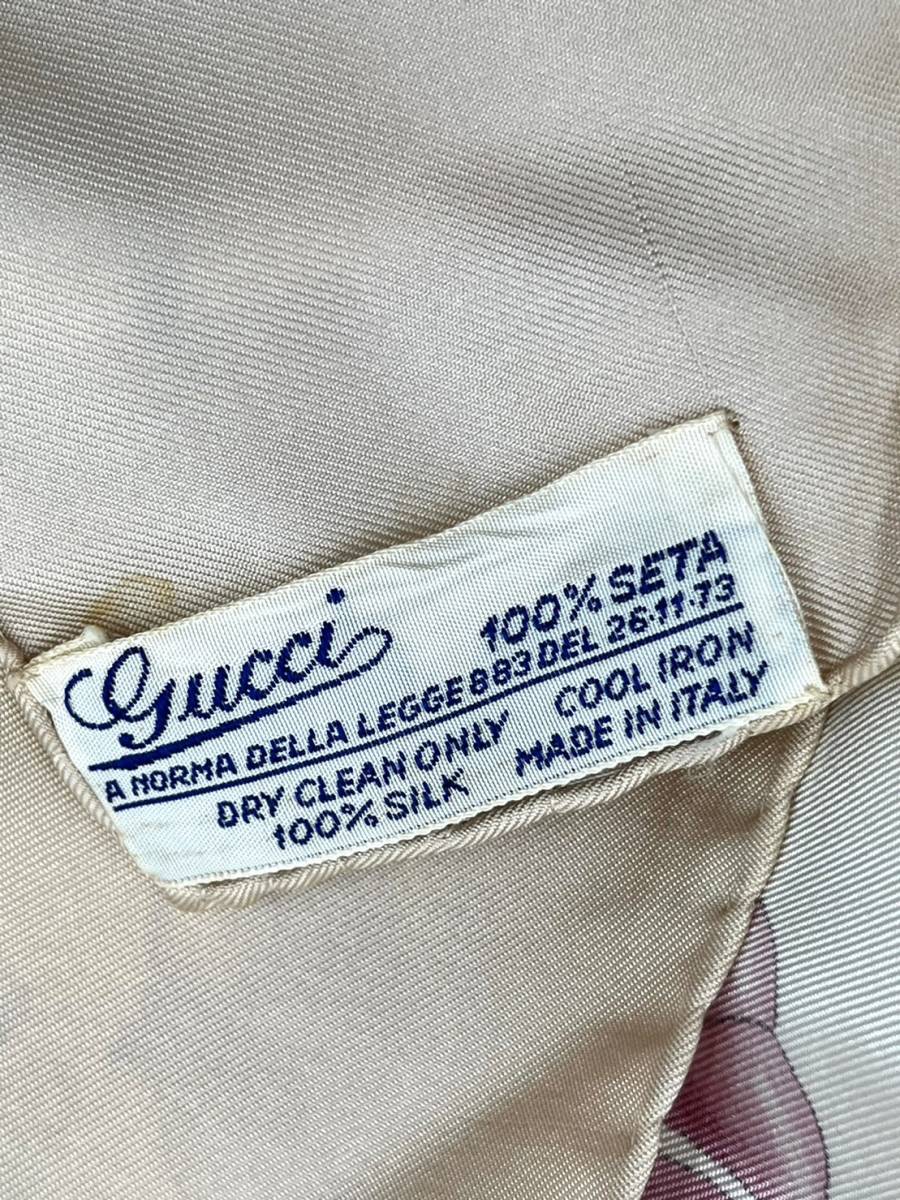 Gucci 100% SETA
A NORMA DELLA LEGGE 883 DEL 26·11·73
DRY CLEAN ONLY COOL IRON
100% SILK MADE IN ITALY